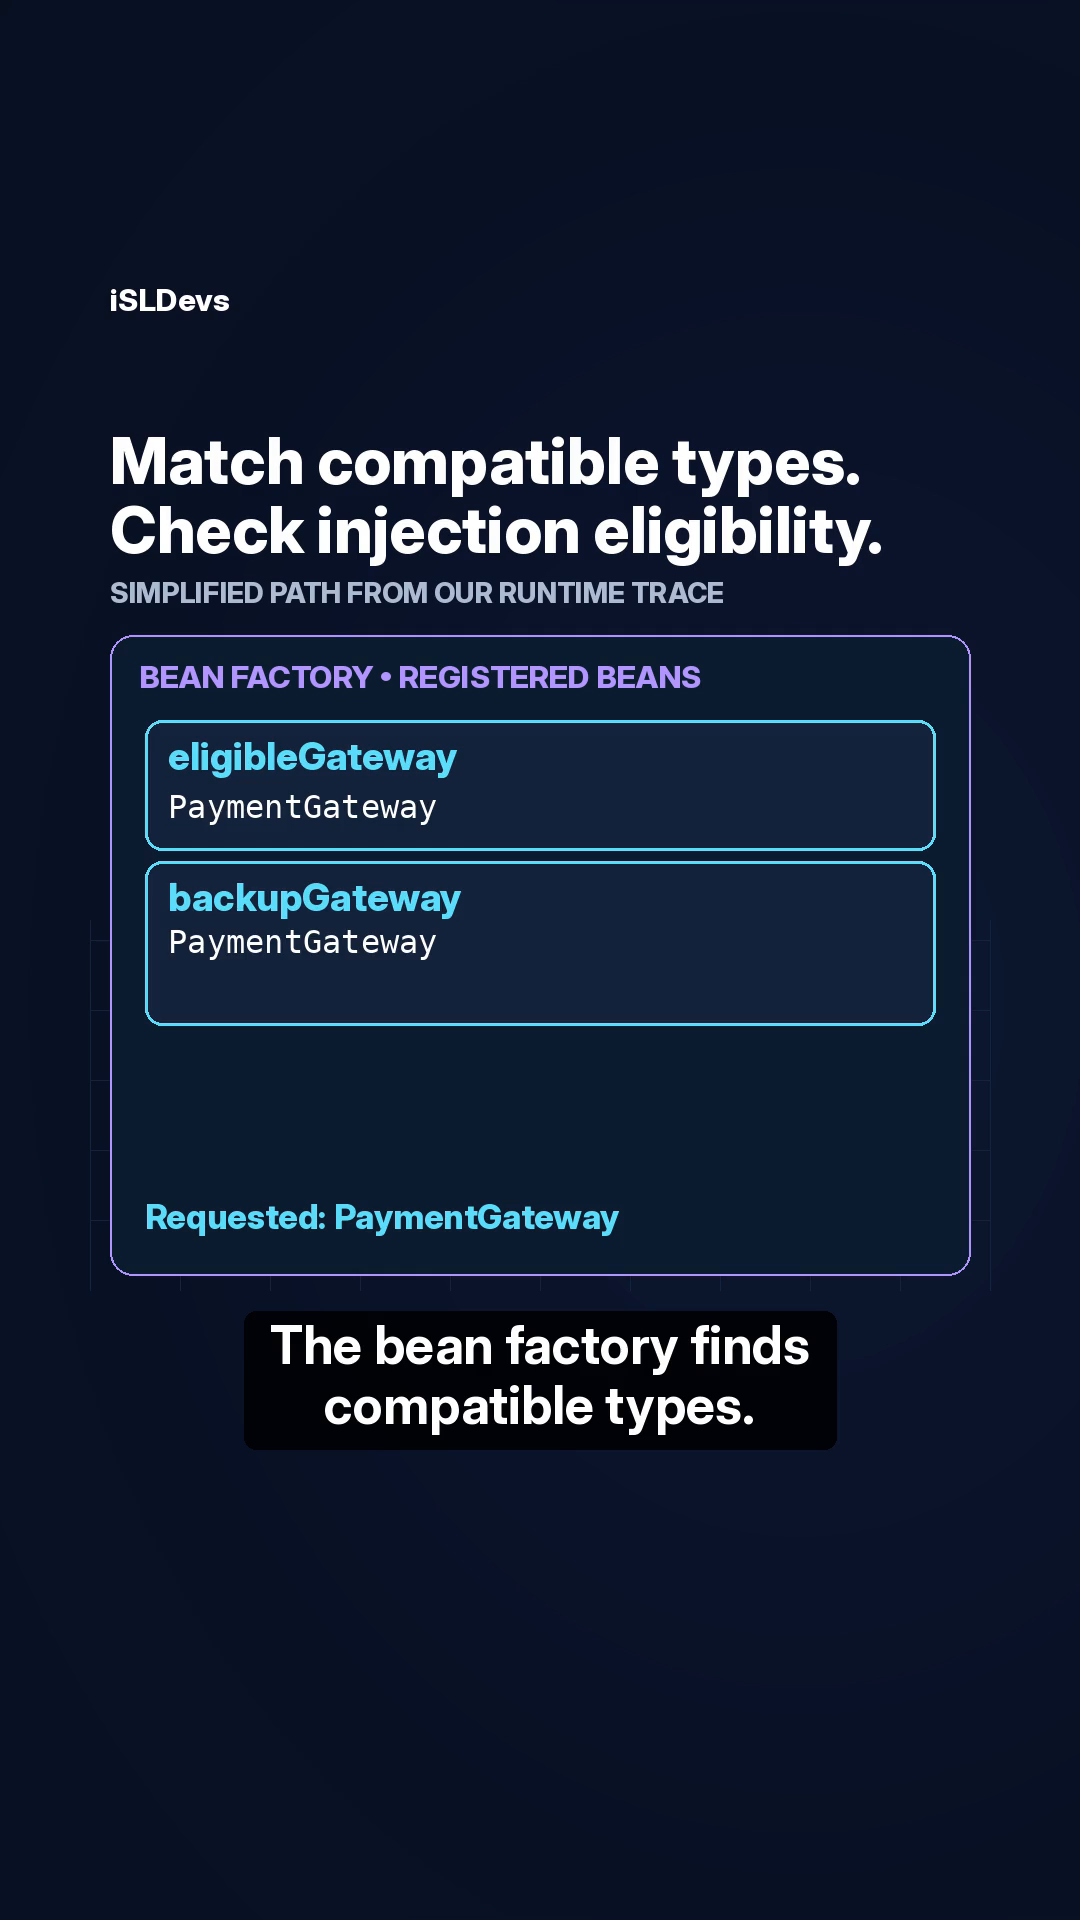 iSLDevs
Match compatible types.
Check injection eligibility.
SIMPLIFIED PATH FROM OUR RUNTIME TRACE
BEAN FACTORY • REGISTERED BEANS
eligibleGateway
PaymentGateway
backupGateway
PaymentGateway
Requested: PaymentGateway
The bean factory finds
compatible types.